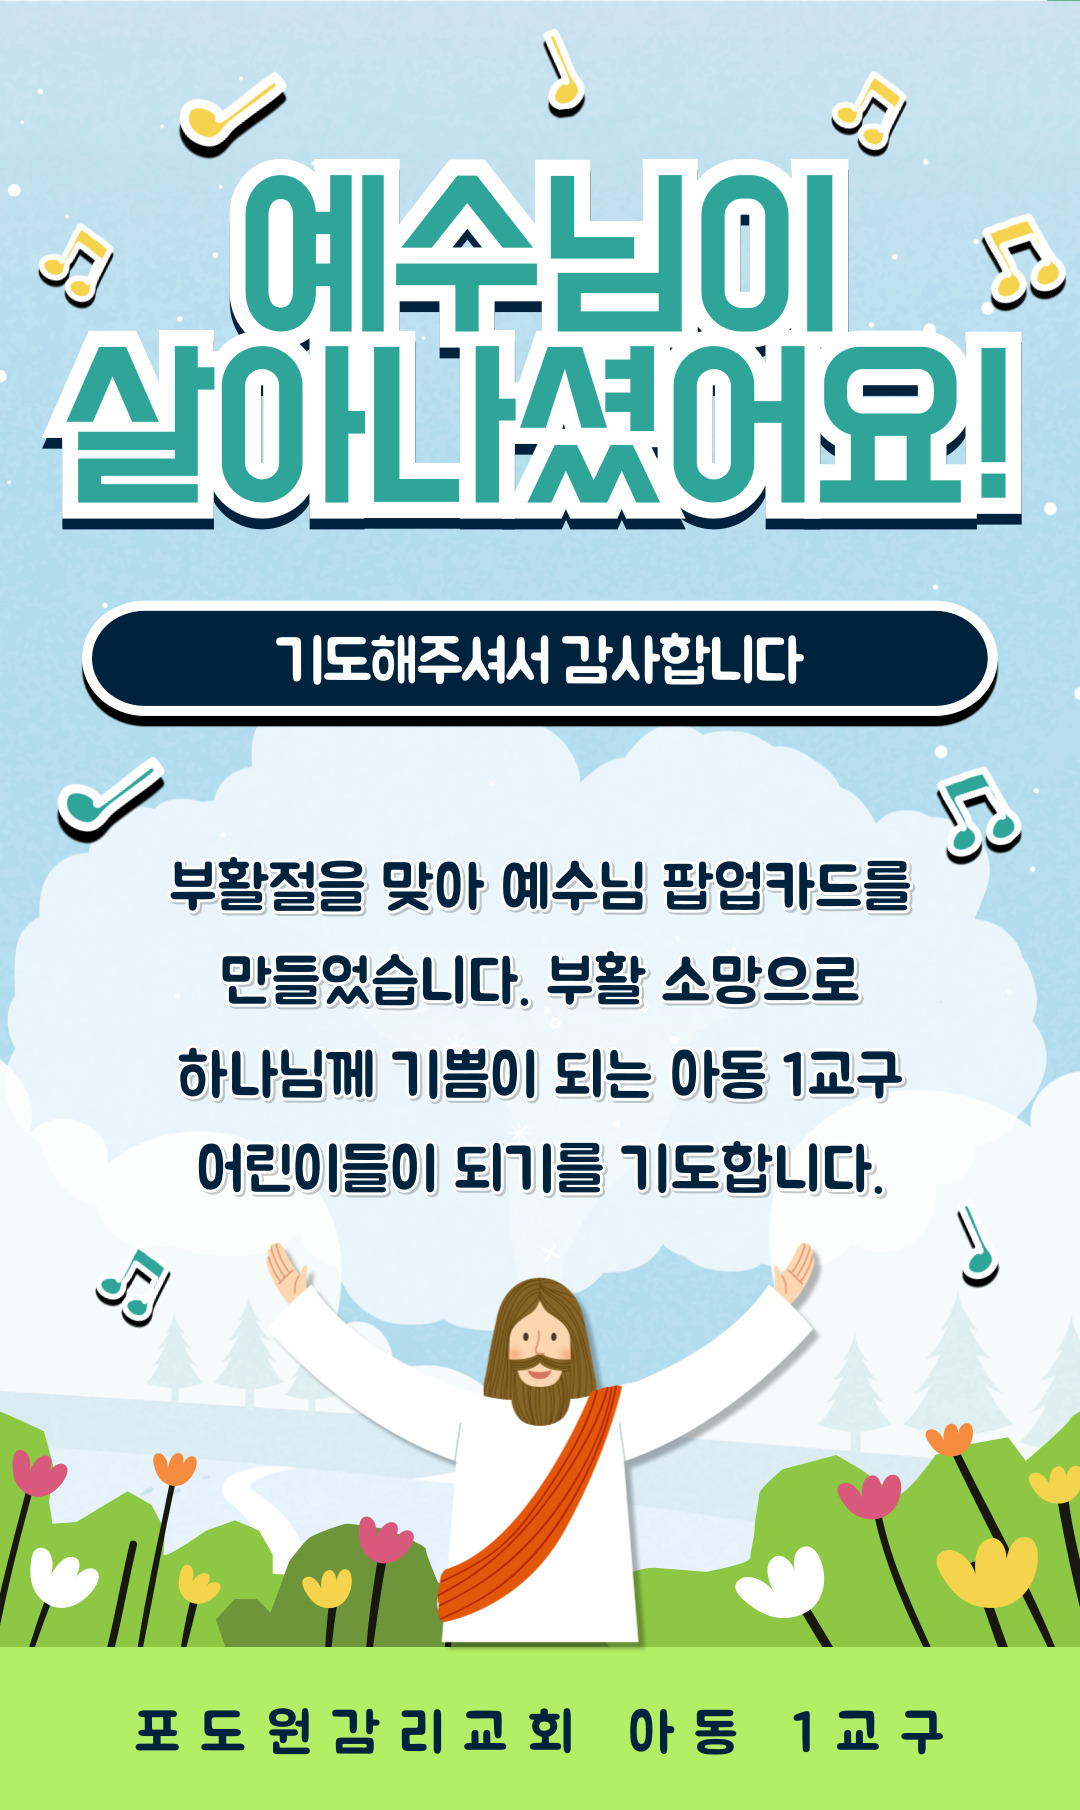 예수님이
살아나셨어요!
기도해주셔서 감사합니다
부활절을 맞아 예수님 팝업카드를
만들었습니다. 부활 소망으로
하나님께 기쁨이 되는 아동 1교구
어린이들이 되기를 기도합니다.
포도원감리교회 아동 1교구